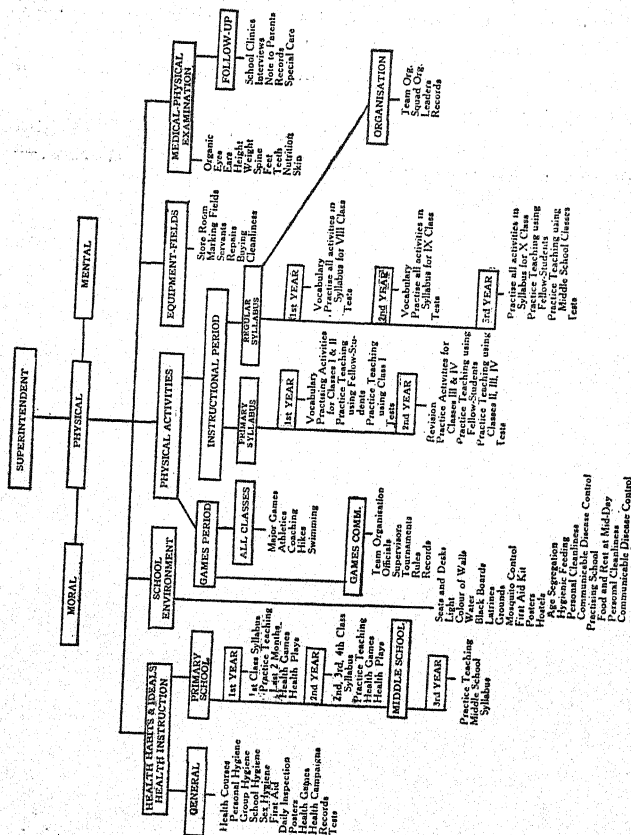 SUPERINTENDENT
MORAL
PHYSICAL
MENTAL
HEALTH HABITS & IDEALS
HEALTH INSTRUCTION
SCHOOL
ENVIRONMENT
PHYSICAL ACTIVITIES
EQUIPMENT-FIELDS
MEDICAL-PHYSICAL
EXAMINATION
GENERAL
Health Courses
Personal Hygiene
Group Hygiene
School Hygiene
Sex Hygiene
First Aid
Daily Inspection
Posters
Health Games
Health Campaigns
Records
Tests
PRIMARY
SCHOOL
1st YEAR
1st Class Syllabus
Practice Teaching
Last 2 Months
Health Games
Health Plays
2nd YEAR
2nd, 3rd, 4th Class
Syllabus
Practice Teaching
Health Games
Health Plays
MIDDLE SCHOOL
3rd YEAR
Practice Teaching
Middle School
Syllabus
Seats and Desks
Light
Colour of Walls
Water
Black Boards
Latrines
Grounds
Mosquito Control
First Aid Kit
Posters
Hostels
Age Segregation
Hygienic Feeding
Personal Cleanliness
Communicable Disease Control
Practising School
Food and Rest at Mid-Day
Personal Cleanliness
Communicable Disease Control
GAMES PERIOD
ALL CLASSES
Major Games
Athletics
Coaching
Hikes
Swimming
GAMES COMM.
Team Organisation
Officials
Supervisors
Tournaments
Rules
Records
INSTRUCTIONAL PERIOD
PRIMARY
SYLLABUS
1st YEAR
Vocabulary
Practising Activities
for Classes I & II
Practice Teaching
using Fellow-Stu-
dents
Practice Teaching
using Class I
Tests
2nd YEAR
Revision
Practice Activities for
Classes III & IV
Practice Teaching using
Fellow-Students
Practice Teaching using
Classes II, III, IV
Tests
REGULAR
SYLLABUS
1st YEAR
Vocabulary
Practise all activities in
Syllabus for VIII Class
Tests
2nd YEAR
Vocabulary
Practise all activities in
Syllabus for IX Class
Tests
3rd YEAR
Practise all activities in
Syllabus for X Class
Practice Teaching using
Fellow-Students
Practice Teaching using
Middle School Classes
Tests
ORGANISATION
Team Org.
Squad Org.
Leaders
Records
Store Room
Marking Fields
Servants
Repairs
Buying
Cleanliness
Organic
Eyes
Ears
Height
Weight
Spine
Feet
Teeth
Nutrition
Skin
FOLLOW-UP
School Clinics
Interviews
Note to Parents
Records
Special Care